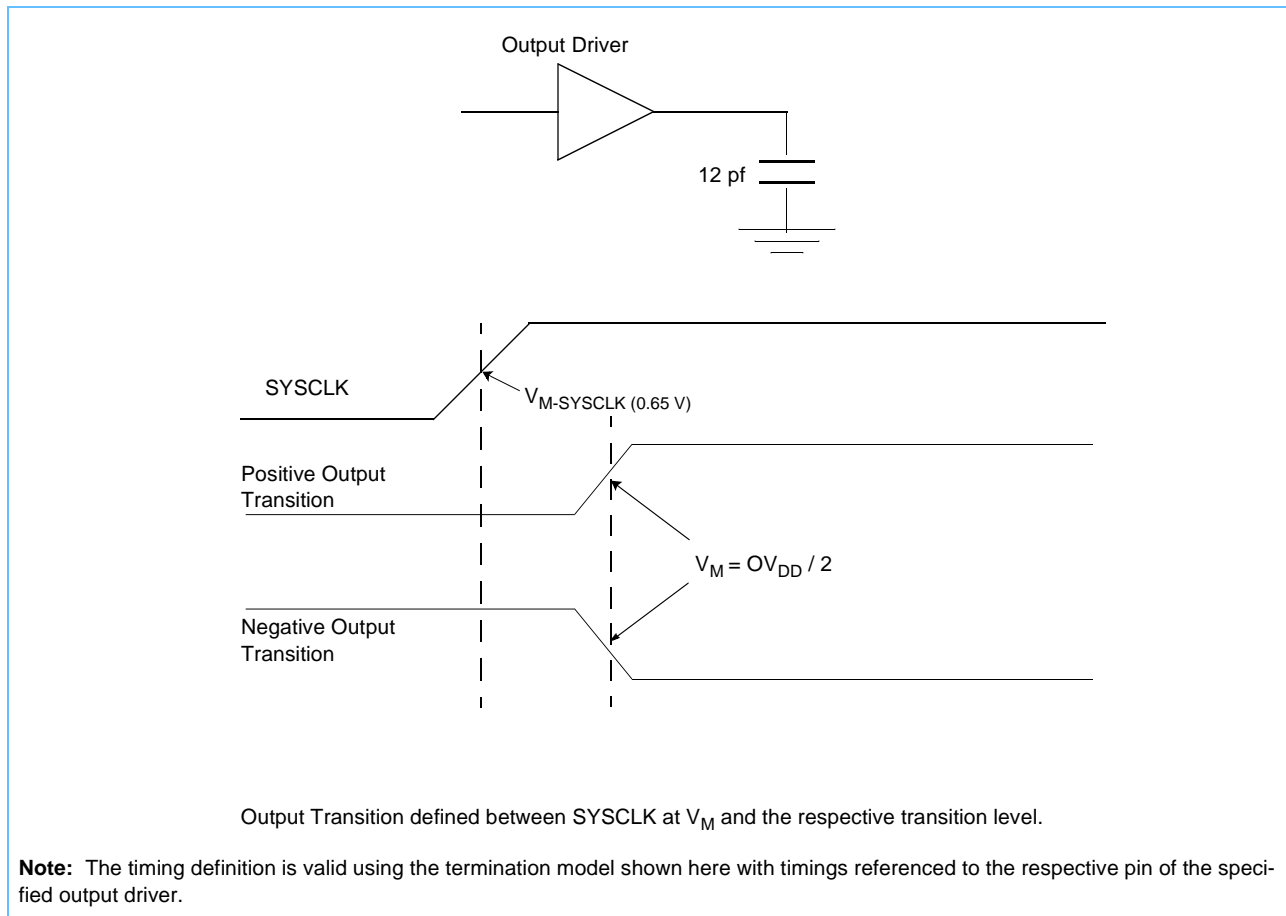 Output Driver
12 pf
SYSCLK
VM-SYSCLK (0.65 V)
Positive Output
Transition
VM = OVDD / 2
Negative Output
Transition
Output Transition defined between SYSCLK at VM and the respective transition level.
Note: The timing definition is valid using the termination model shown here with timings referenced to the respective pin of the speci-
fied output driver.